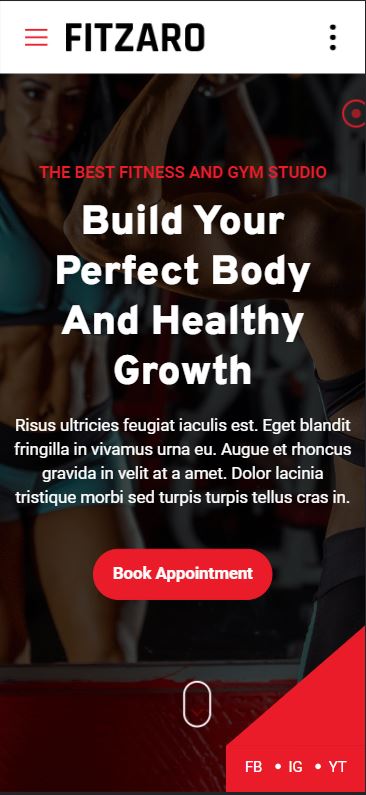 FITZARO
THE BEST FITNESS AND GYM STUDIO
Build Your
Perfect Body
And Healthy
Growth
Risus ultricies feugiat iaculis est. Eget blandit
fringilla in vivamus urna eu. Augue et rhoncus
gravida in velit at a amet. Dolor lacinia
tristique morbi sed turpis turpis tellus cras in.
Book Appointment
FB • IG • YT